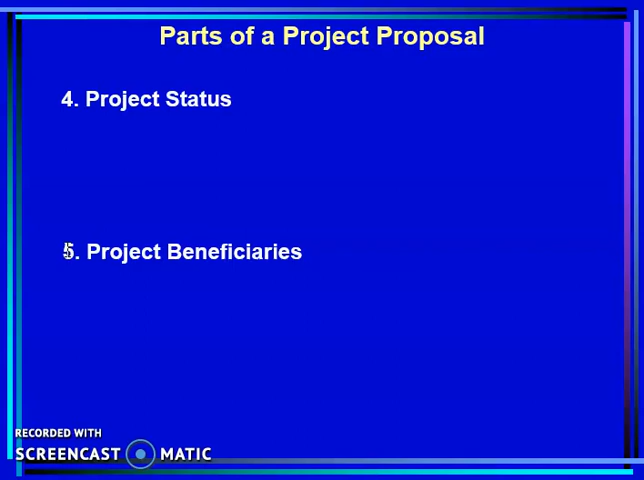 Parts of a Project Proposal
4. Project Status
5. Project Beneficiaries
RECORDED WITH
SCREENCAST MATIC